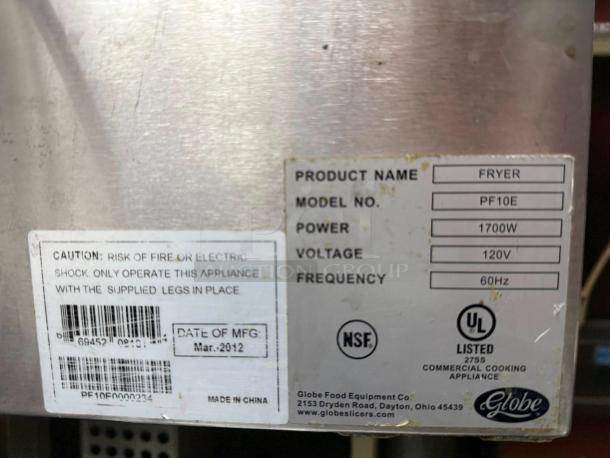 PRODUCT NAME FRYER
MODEL NO. PF10E
POWER 1700W
VOLTAGE 120V
FREQUENCY 60Hz
CAUTION: RISK OF FIRE OR ELECTRIC
SHOCK. ONLY OPERATE THIS APPLIANCE
WITH THE SUPPLIED LEGS IN PLACE
69452
DATE OF MFG:
Mar.-2012
PF10E0000234
MADE IN CHINA
NSF
UL
LISTED
27SS
COMMERCIAL COOKING
APPLIANCE
Globe Food Equipment Co.
2153 Dryden Road, Dayton, Ohio 45439
www.globeslicers.com
Globe
GROUP